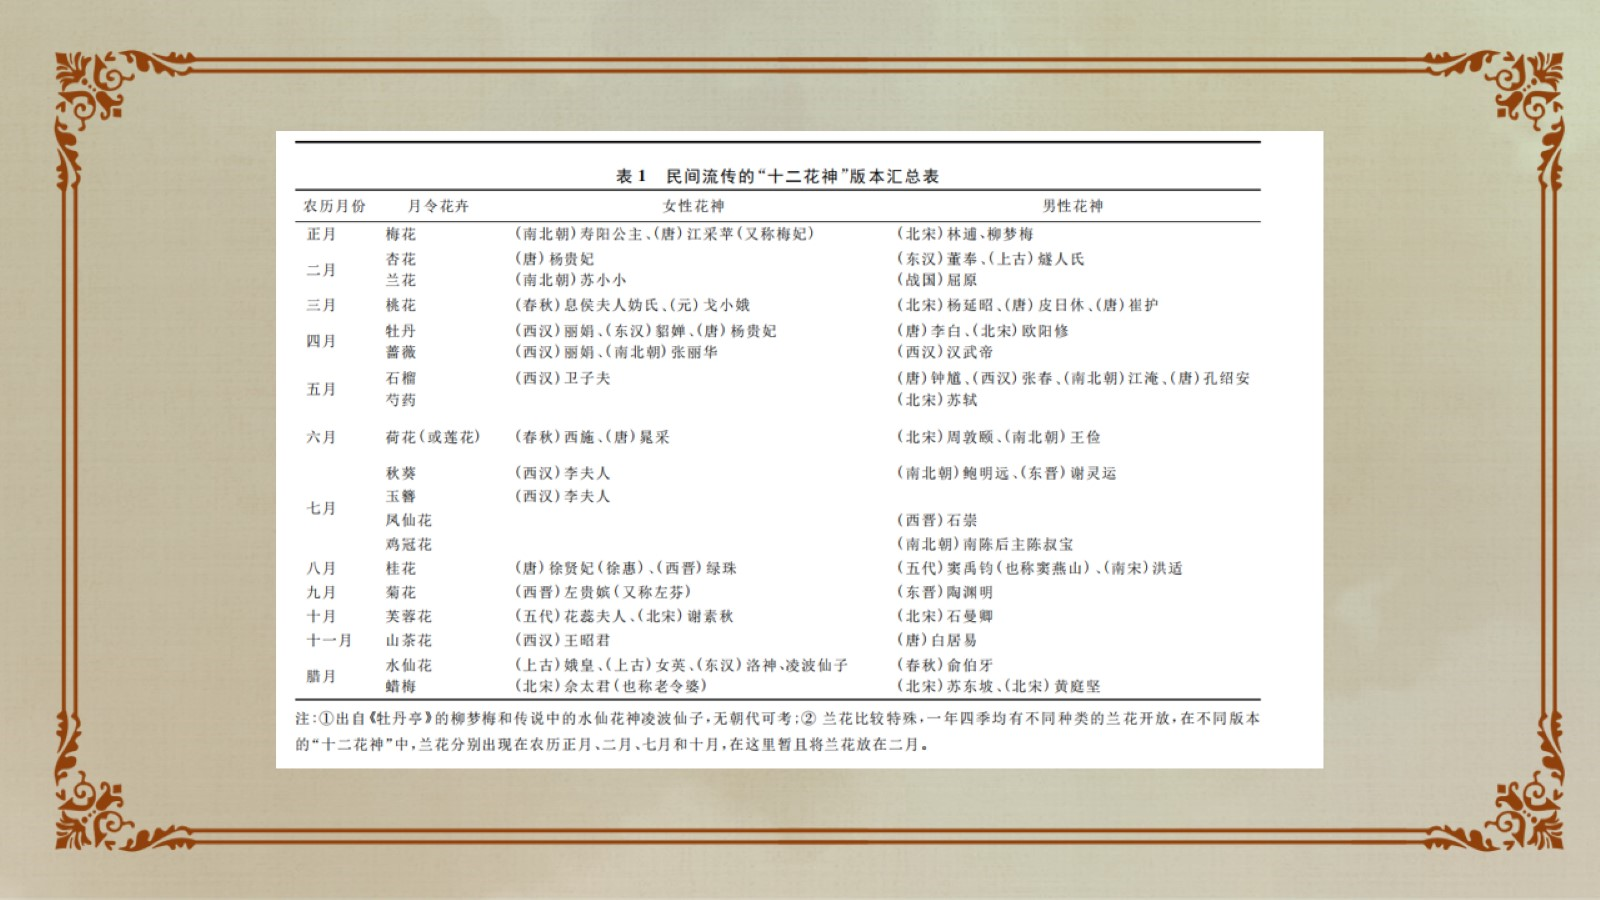 表 1 民间流传的“十二花神”版本汇总表
农历月份 月令花卉 女性花神 男性花神
正月 梅花 (南北朝)寿阳公主、(唐)江采苹(又称梅妃) (北宋)林逋、柳梦梅
二月 杏花 (唐)杨贵妃 (东汉)董奉、(上古)燧人氏
兰花 (南北朝)苏小小 (战国)屈原
三月 桃花 (春秋)息侯夫人妫氏、(元)戈小娥 (北宋)杨延昭、(唐)皮日休、(唐)崔护
四月 牡丹 (西汉)丽娟、(东汉)貂婵、(唐)杨贵妃 (唐)李白、(北宋)欧阳修
蔷薇 (西汉)丽娟、(南北朝)张丽华 (西汉)汉武帝
五月 石榴 (西汉)卫子夫 (唐)钟馗、(西汉)张春、(南北朝)江淹、(唐)孔绍安
芍药 (北宋)苏轼
六月 荷花(或莲花) (春秋)西施、(唐)晁采 (北宋)周敦颐、(南北朝)王俭
七月 秋葵 (西汉)李夫人 (南北朝)鲍明远、(东晋)谢灵运
玉簪 (西汉)李夫人
凤仙花 (西晋)石崇
鸡冠花 (南北朝)南陈后主陈叔宝
八月 桂花 (唐)徐贤妃(徐惠)、(西晋)绿珠 (五代)窦禹钧(也称窦燕山)、(南宋)洪适
九月 菊花 (西晋)左贵嫔(又称左芬) (东晋)陶渊明
十月 芙蓉花 (五代)花蕊夫人、(北宋)谢素秋 (北宋)石曼卿
十一月 山茶花 (西汉)王昭君 (唐)白居易
腊月 水仙花 (上古)娥皇、(上古)女英、(东汉)洛神、凌波仙子 (春秋)俞伯牙
蜡梅 (北宋)佘太君(也称老令婆) (北宋)苏东坡、(北宋)黄庭坚
注:①出自《牡丹亭》的柳梦梅和传说中的水仙花神凌波仙子,无朝代可考;② 兰花比较特殊,一年四季均有不同种类的兰花开放,在不同版本
的“十二花神”中,兰花分别出现在农历正月、二月、七月和十月,在这里暂且将兰花放在二月。